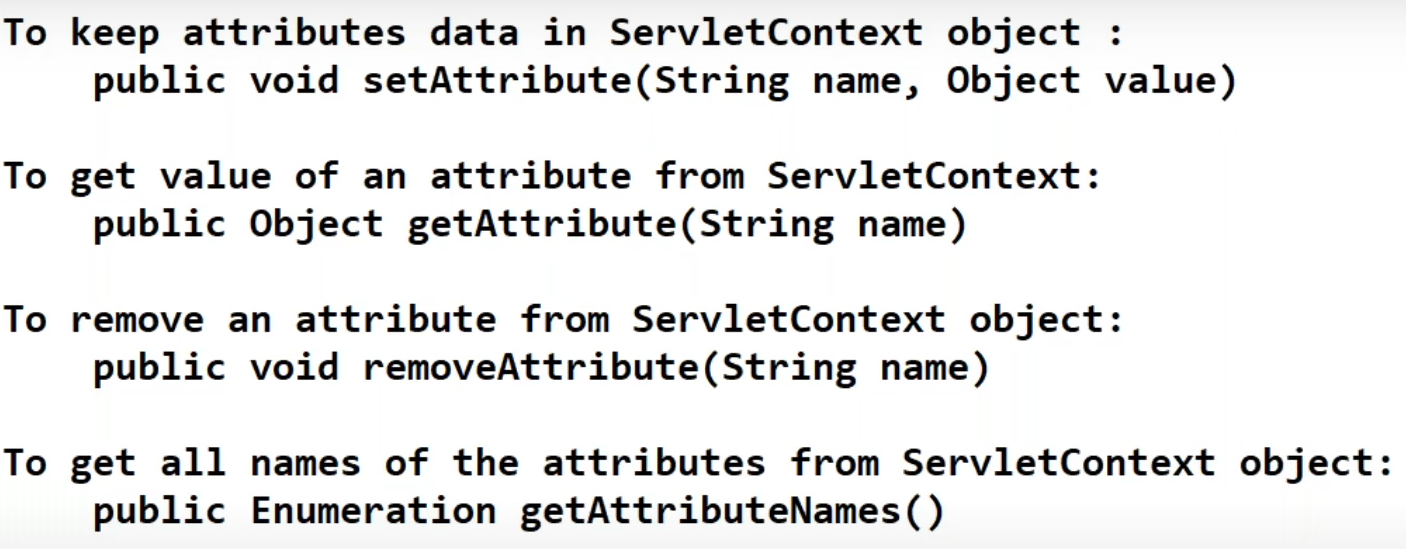 To keep attributes data in ServletContext object :
public void setAttribute(String name, Object value)
To get value of an attribute from ServletContext:
public Object getAttribute(String name)
To remove an attribute from ServletContext object:
public void removeAttribute(String name)
To get all names of the attributes from ServletContext object:
public Enumeration getAttributeNames()